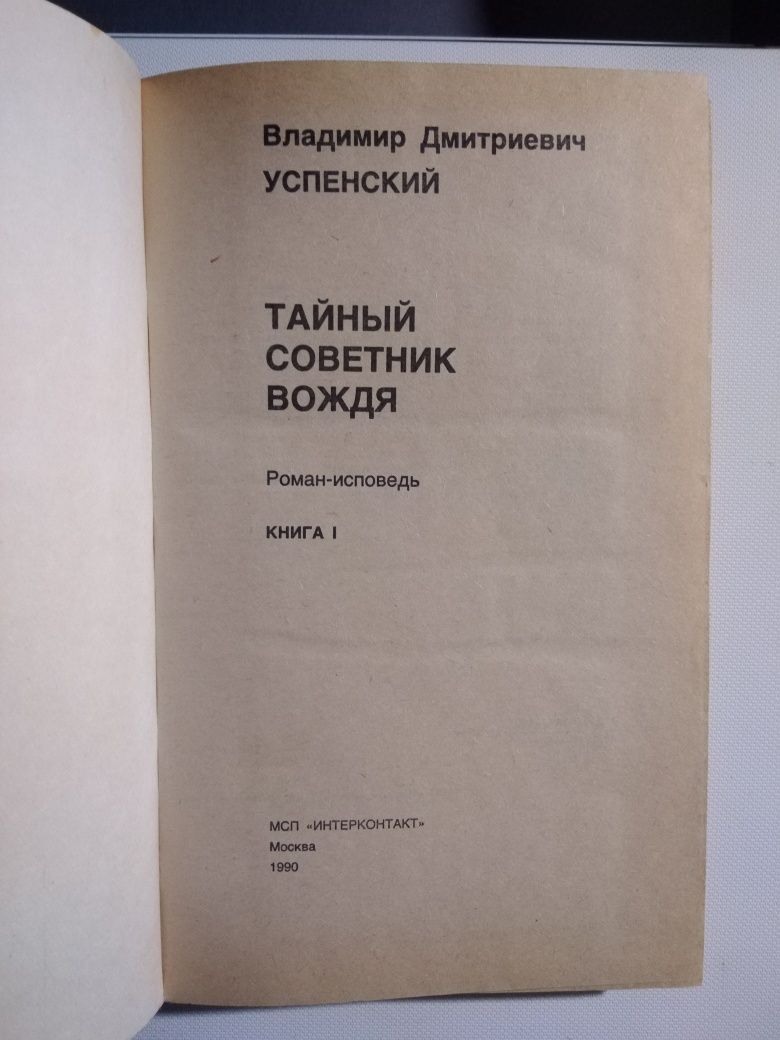 Владимир Дмитриевич
УСПЕНСКИЙ
ТАЙНЫЙ
СОВЕТНИК
ВОЖДЯ
Роман-исповедь
КНИГА I
МСП «ИНТЕРКОНТАКТ»
Москва
1990